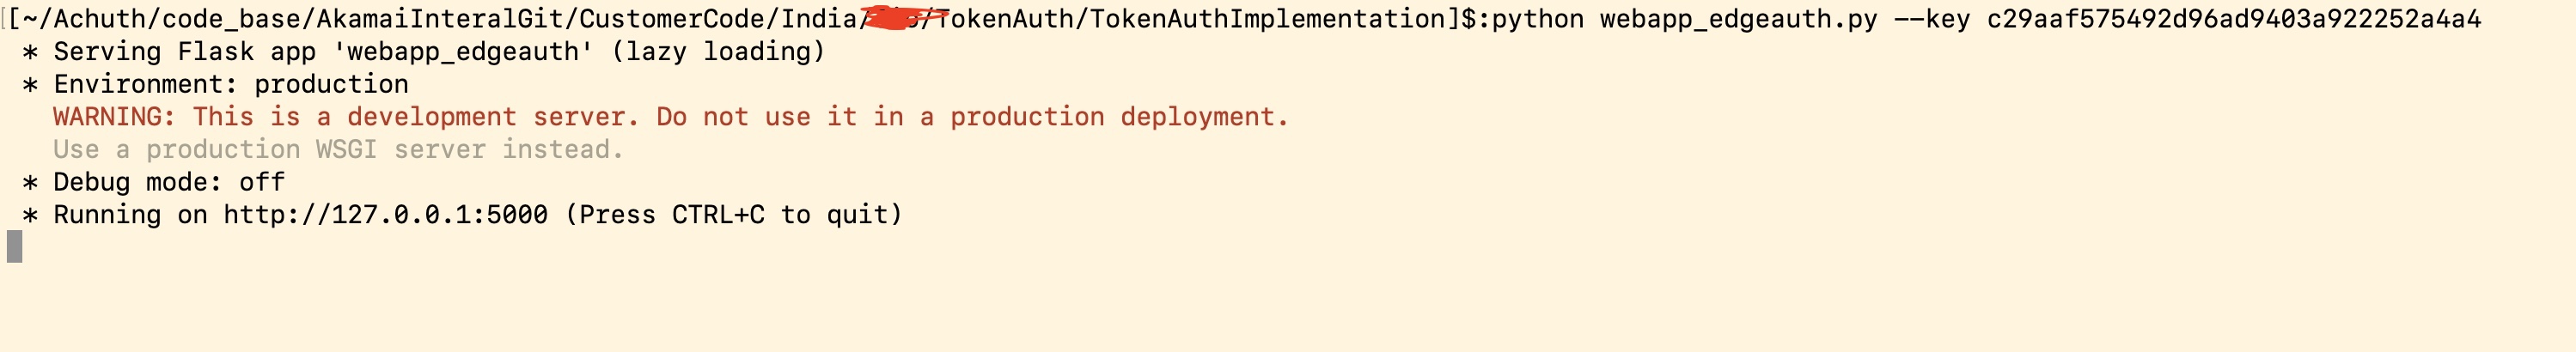 [[~/Achuth/code_base/AkamaiInteralGit/CustomerCode/India/ /TokenAuth/TokenAuthImplementation]$:python webapp_edgeauth.py --key c29aaf575492d96ad9403a922252a4a4
* Serving Flask app 'webapp_edgeauth' (lazy loading)
* Environment: production
WARNING: This is a development server. Do not use it in a production deployment.
Use a production WSGI server instead.
* Debug mode: off
* Running on http://127.0.0.1:5000 (Press CTRL+C to quit)